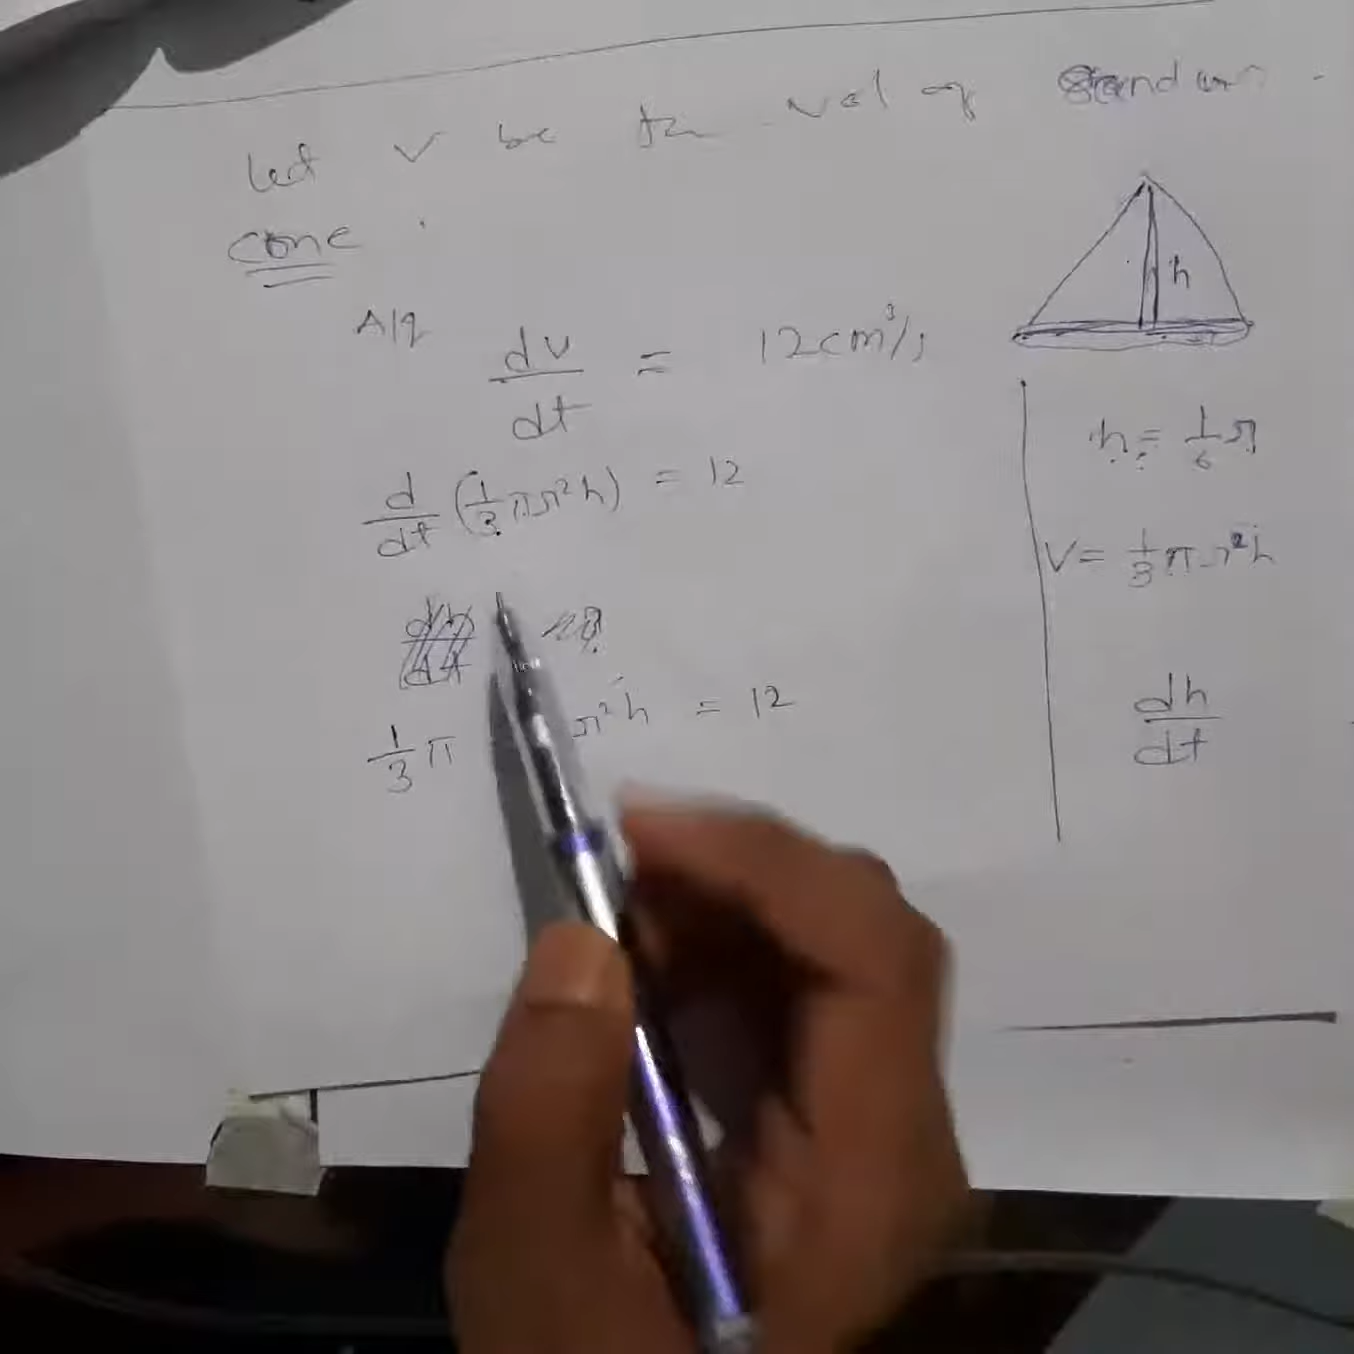 Let V be the vol of Sand
cone.
h
A/q dv/dt = 12cm³/s
h = 1/6 r
d/dt (1/3 πr²h) = 12
V = 1/3 πr²h
1/3 π r²h = 12
dh/dt